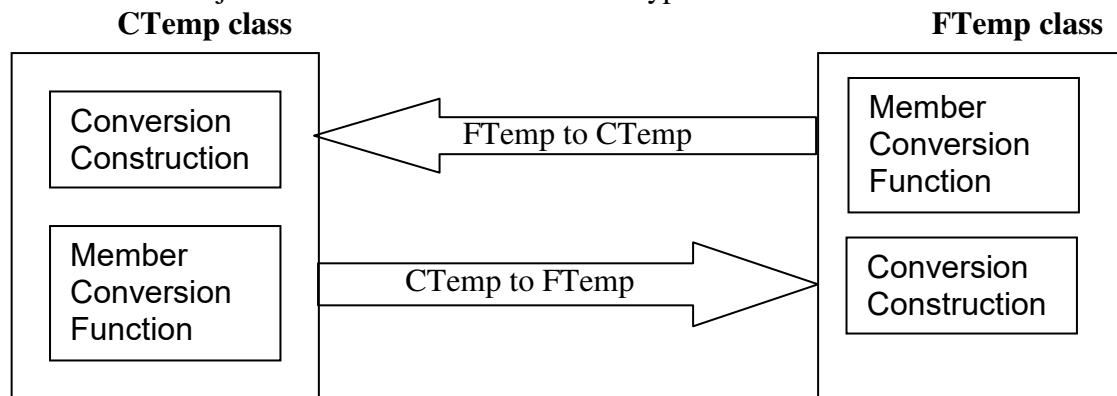 CTemp class
FTemp class
Conversion
Construction
FTemp to CTemp
Member
Conversion
Function
Member
Conversion
Function
CTemp to FTemp
Conversion
Construction